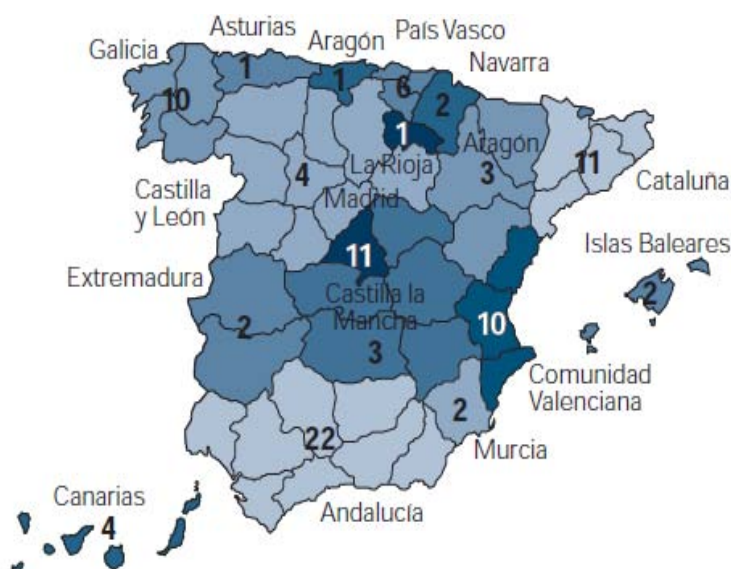 Asturias
Aragón
País Vasco
Galicia
Navarra
1
1
6
10
2
1
Aragón
La Rioja
3
11
4
Cataluña
Castilla
y León
Madrid
11
Islas Baleares
Extremadura
2
Castilla la
Mancha
10
2
3
Comunidad
Valenciana
2
22
Murcia
Canarias
4
Andalucía